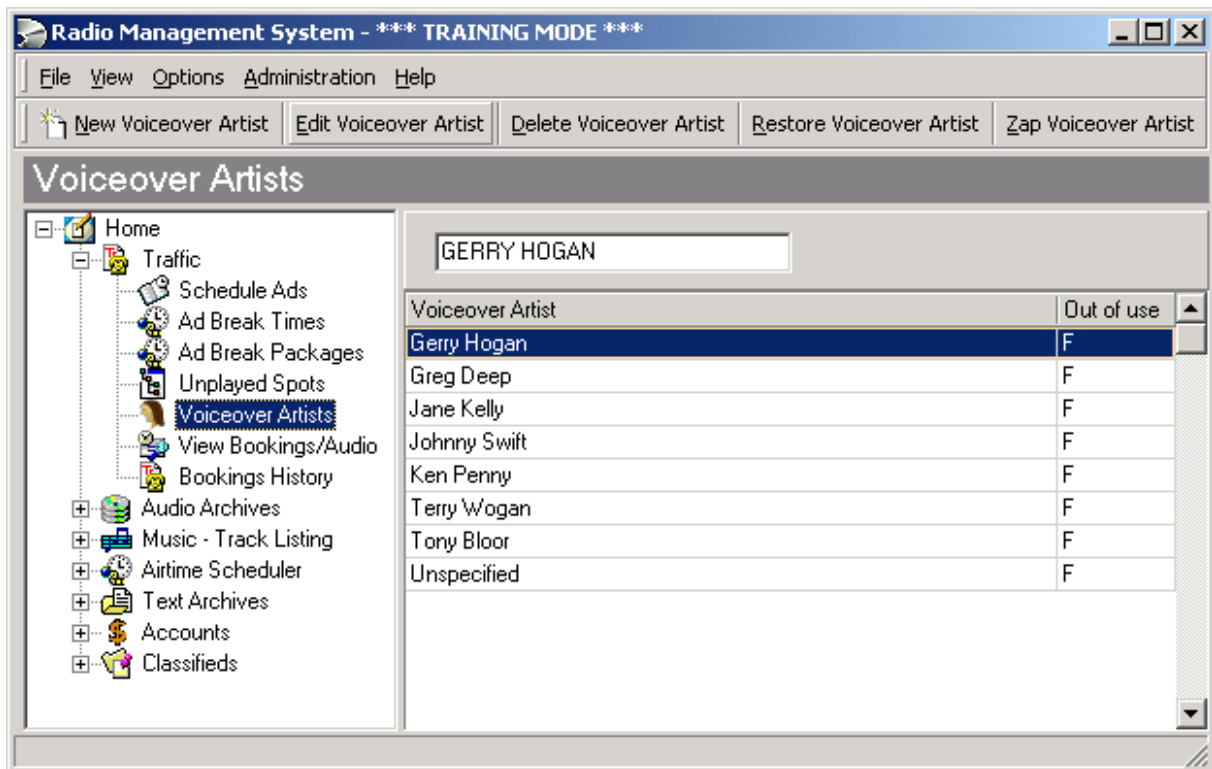 Radio Management System - *** TRAINING MODE ***
File View Options Administration Help
New Voiceover Artist Edit Voiceover Artist Delete Voiceover Artist Restore Voiceover Artist Zap Voiceover Artist
Voiceover Artists
Home
Traffic
Schedule Ads
Ad Break Times
Ad Break Packages
Unplayed Spots
Voiceover Artists
View Bookings/Audio
Bookings History
Audio Archives
Music - Track Listing
Airtime Scheduler
Text Archives
Accounts
Classifieds
GERRY HOGAN
Voiceover Artist Out of use
Gerry Hogan F
Greg Deep F
Jane Kelly F
Johnny Swift F
Ken Penny F
Terry Wogan F
Tony Bloor F
Unspecified F